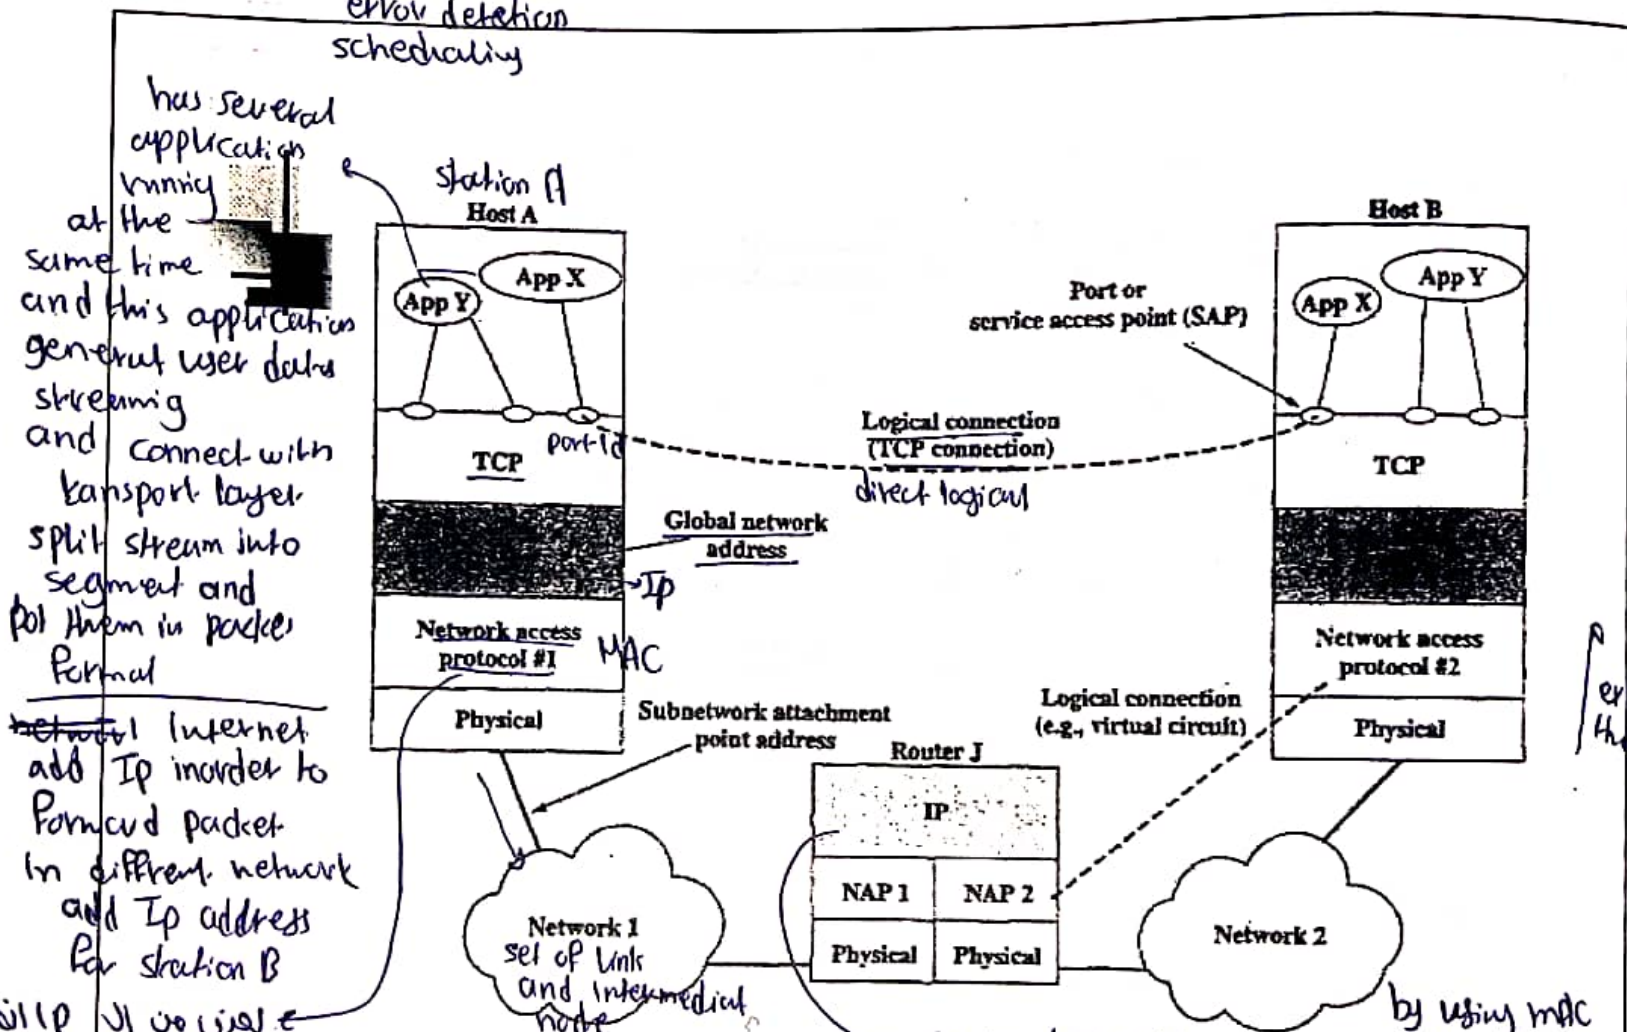 error detetion
scheduling
has several
application
runnig
at the
same time
and this application
generat user data
streamig
and connect with
transport layer
split stream into
segment and
put them in packet
format
Internet
add Ip inorder to
forward packet
in diffrent network
add Ip address
for station B
station A
Host A
App Y
App X
port-id
TCP
Global network
address
Ip
Network access
protocol #1
MAC
Physical
Subnetwork attachment
point address
Logical connection
(TCP connection)
direct logical
Port or
service access point (SAP)
Host B
App X
App Y
TCP
Network access
protocol #2
Physical
Logical connection
(e.g., virtual circuit)
Router J
IP
NAP 1
NAP 2
Physical
Physical
Network 1
set of link
and intermediat
node
Network 2
by using MAC